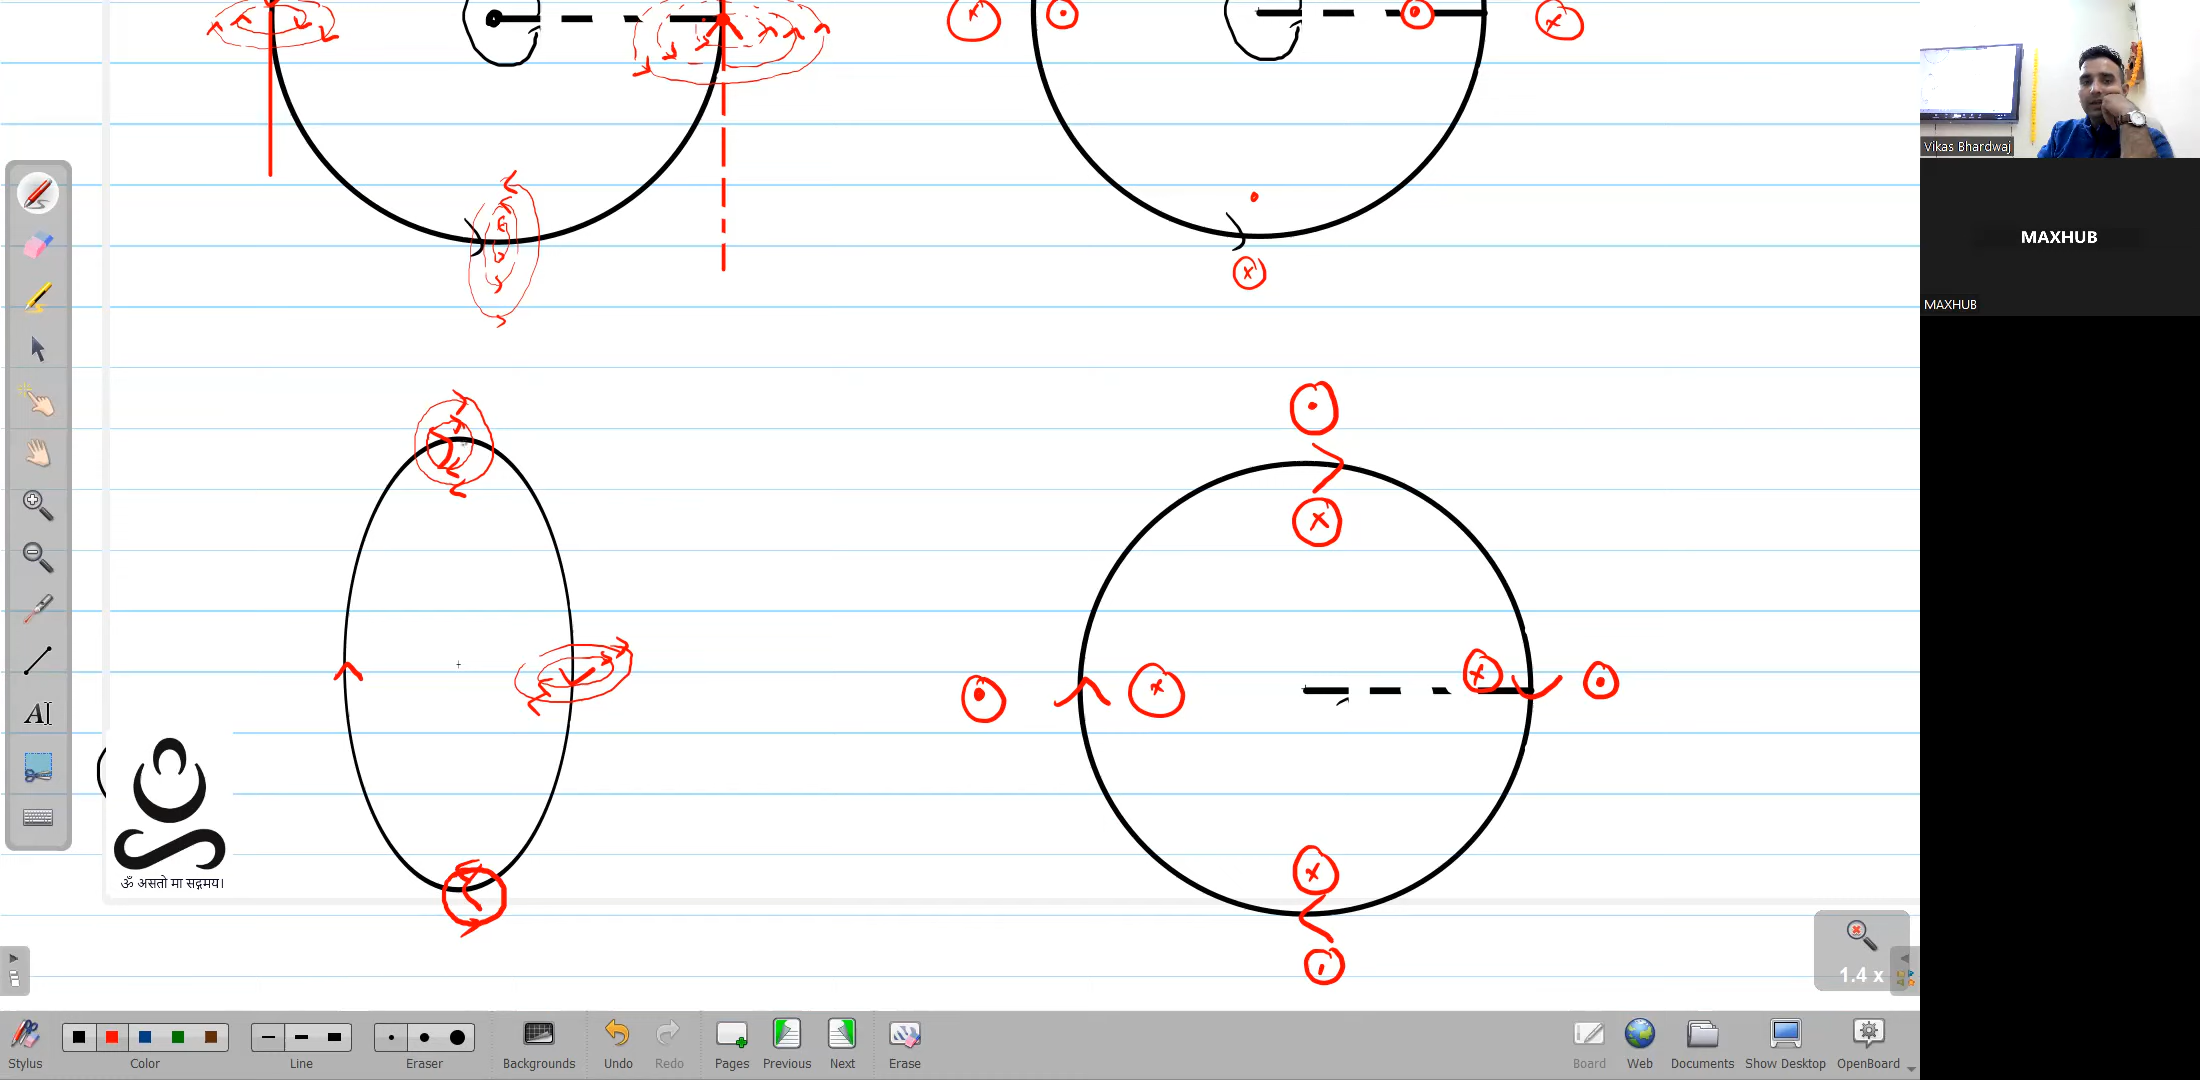 Vikas Bhardwaj
MAXHUB
MAXHUB
A
ॐ असतो मा सद्गमय।
1.4 x
Stylus
Color
Line
Eraser
Backgrounds
Undo
Redo
Pages
Previous
Next
Erase
Board
Web
Documents
Show Desktop
OpenBoard